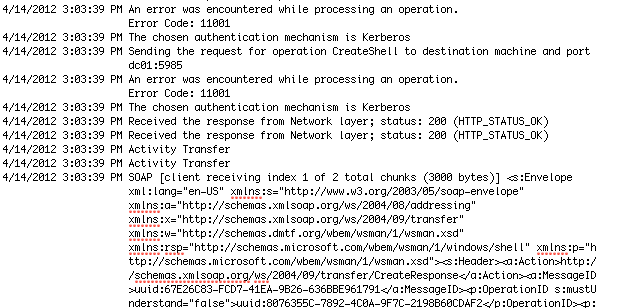 4/14/2012 3:03:39 PM An error was encountered while processing an operation.
Error Code: 11001
4/14/2012 3:03:39 PM The chosen authentication mechanism is Kerberos
4/14/2012 3:03:39 PM Sending the request for operation CreateShell to destination machine and port
dc01:5985
4/14/2012 3:03:39 PM An error was encountered while processing an operation.
Error Code: 11001
4/14/2012 3:03:39 PM The chosen authentication mechanism is Kerberos
4/14/2012 3:03:39 PM Received the response from Network layer; status: 200 (HTTP_STATUS_OK)
4/14/2012 3:03:39 PM Received the response from Network layer; status: 200 (HTTP_STATUS_OK)
4/14/2012 3:03:39 PM Activity Transfer
4/14/2012 3:03:39 PM Activity Transfer
4/14/2012 3:03:39 PM SOAP [client receiving index 1 of 2 total chunks (3000 bytes)] <s:Envelope
xml:lang="en-US" xmlns:s="http://www.w3.org/2003/05/soap-envelope"
xmlns:a="http://schemas.xmlsoap.org/ws/2004/08/addressing"
xmlns:x="http://schemas.xmlsoap.org/ws/2004/09/transfer"
xmlns:w="http://schemas.dmtf.org/wbem/wsman/1/wsman.xsd"
xmlns:rsp="http://schemas.microsoft.com/wbem/wsman/1/windows/shell" xmlns:p="h
ttp://schemas.microsoft.com/wbem/wsman/1/wsman.xsd"><s:Header><a:Action>http:/
/schemas.xmlsoap.org/ws/2004/09/transfer/CreateResponse</a:Action><a:MessageID
>uuid:67E26C83-FCD7-41EA-9B26-636BBE961791</a:MessageID><p:OperationID s:mustU
nderstand="false">uuid:8076355C-7892-4C0A-9F7C-2198B60CDAF2</p:OperationID><p: